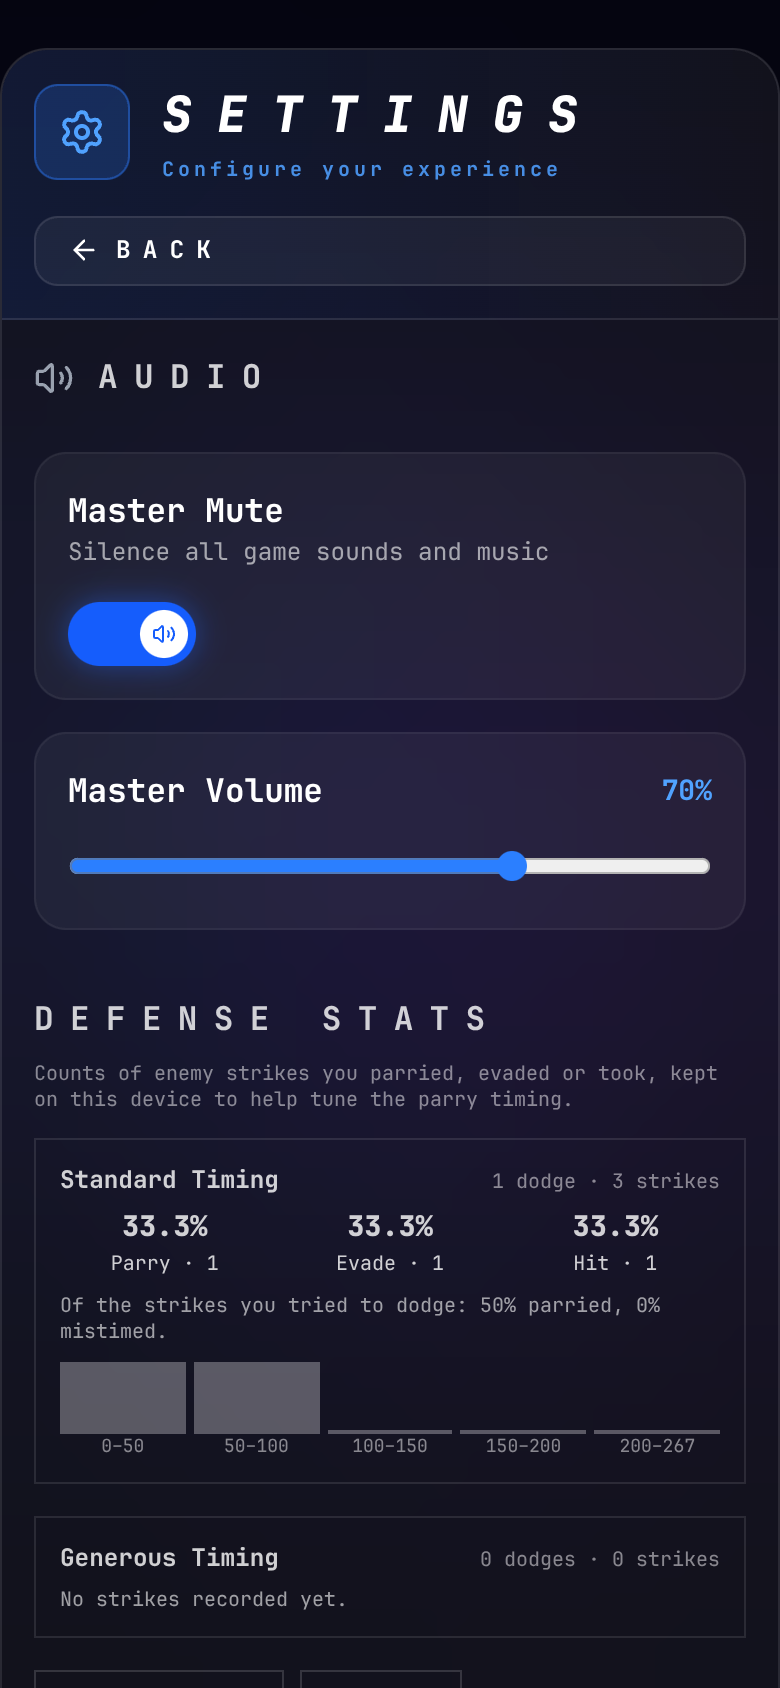 SETTINGS
Configure your experience
BACK
AUDIO
Master Mute
Silence all game sounds and music
Master Volume
70%
DEFENSE STATS
Counts of enemy strikes you parried, evaded or took, kept
on this device to help tune the parry timing.
Standard Timing
1 dodge · 3 strikes
33.3%
33.3%
33.3%
Parry · 1
Evade · 1
Hit · 1
Of the strikes you tried to dodge: 50% parried, 0%
mistimed.
0–50
50–100
100–150
150–200
200–267
Generous Timing
0 dodges · 0 strikes
No strikes recorded yet.